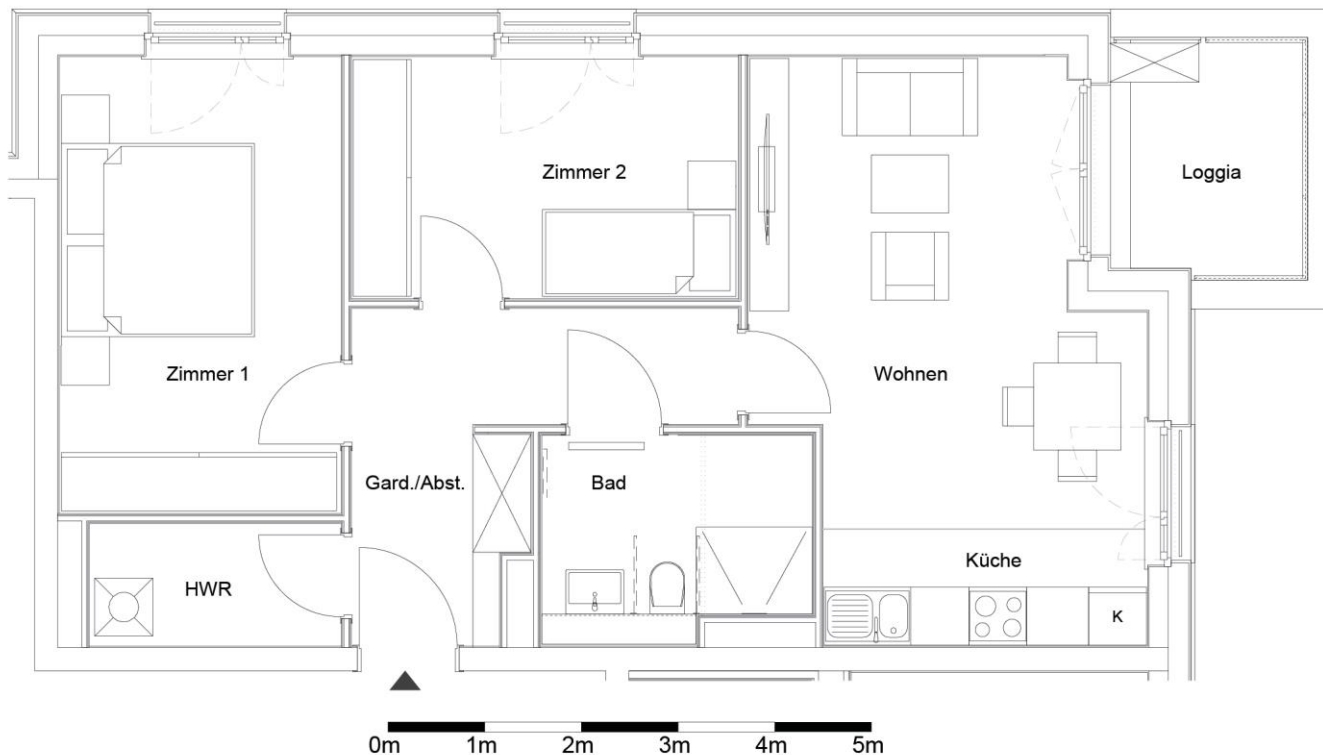 Zimmer 2
Loggia
Zimmer 1
Wohnen
Gard./Abst.
Bad
HWR
Küche
K
0m 1m 2m 3m 4m 5m